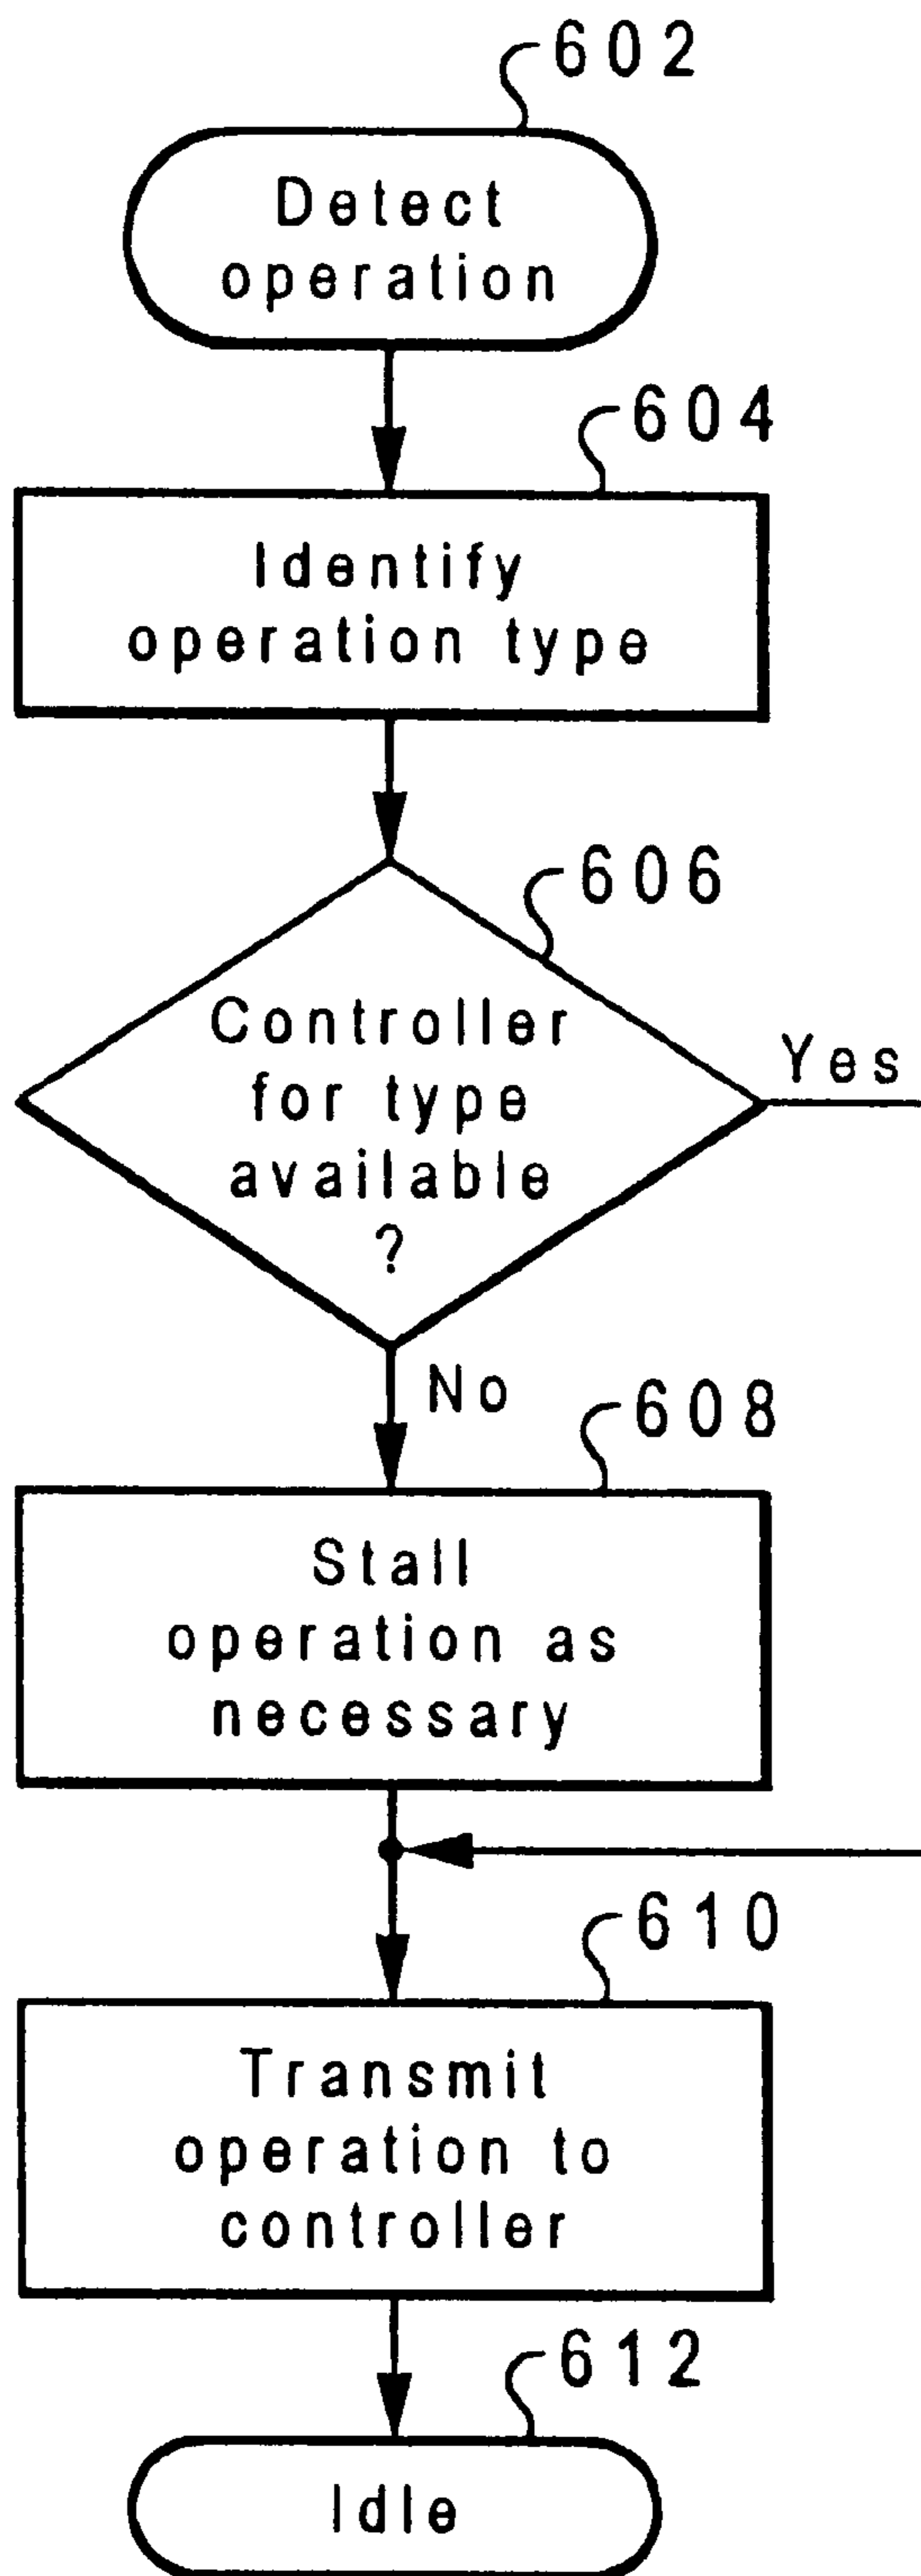 602
Detect
operation
604
Identify
operation type
606
Controller
for type
available
?
Yes
No
608
Stall
operation as
necessary
610
Transmit
operation to
controller
612
Idle